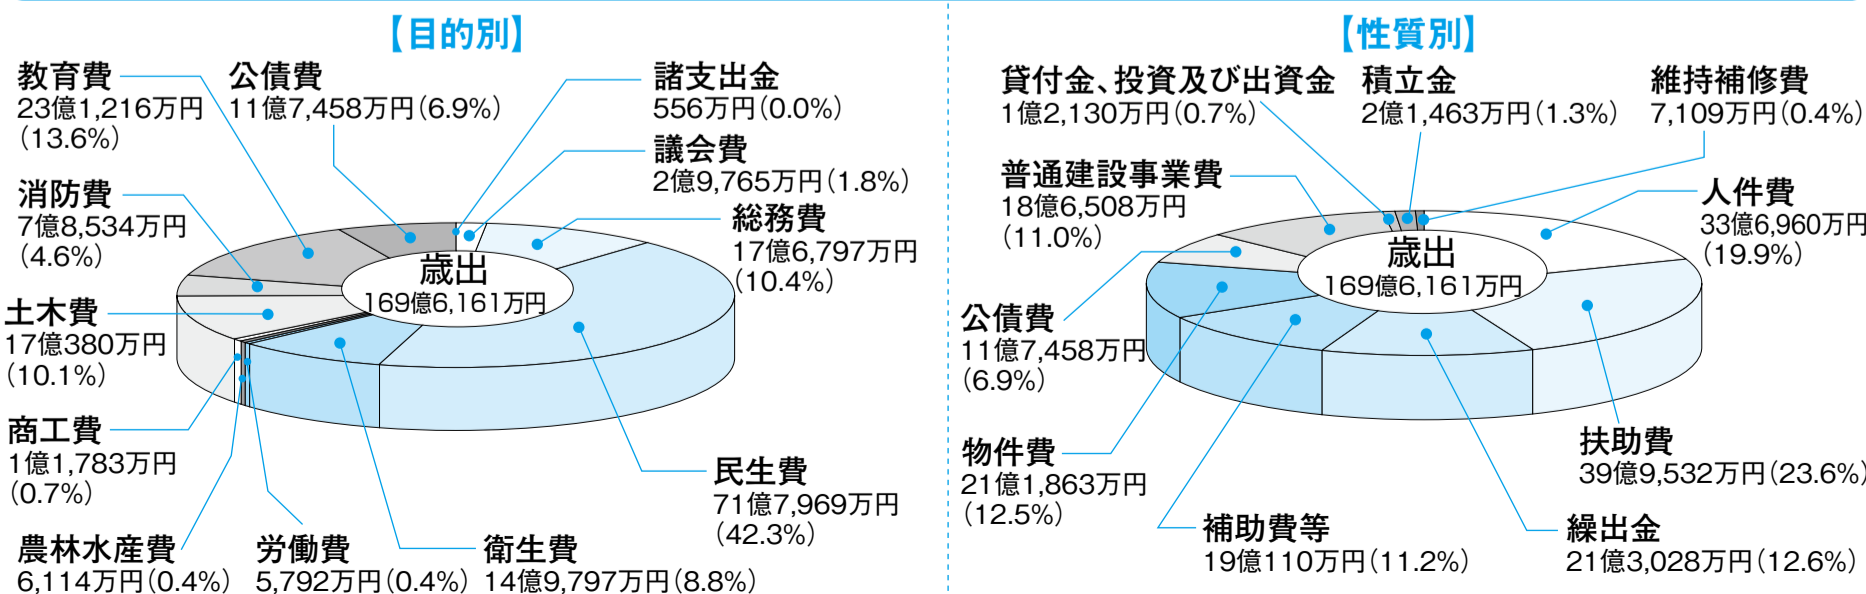 【目的別】
教育費
23億1,216万円
(13.6%)
公債費
11億7,458万円(6.9%)
諸支出金
556万円(0.0%)
議会費
2億9,765万円(1.8%)
総務費
17億6,797万円
(10.4%)
消防費
7億8,534万円
(4.6%)
歳出
169億6,161万円
土木費
17億380万円
(10.1%)
商工費
1億1,783万円
(0.7%)
民生費
71億7,969万円
(42.3%)
農林水産費
6,114万円(0.4%)
労働費
5,792万円(0.4%)
衛生費
14億9,797万円(8.8%)
【性質別】
貸付金、投資及び出資金
1億2,130万円(0.7%)
積立金
2億1,463万円(1.3%)
維持補修費
7,109万円(0.4%)
普通建設事業費
18億6,508万円
(11.0%)
人件費
33億6,960万円
(19.9%)
歳出
169億6,161万円
公債費
11億7,458万円
(6.9%)
物件費
21億1,863万円
(12.5%)
扶助費
39億9,532万円(23.6%)
補助費等
19億110万円(11.2%)
繰出金
21億3,028万円(12.6%)